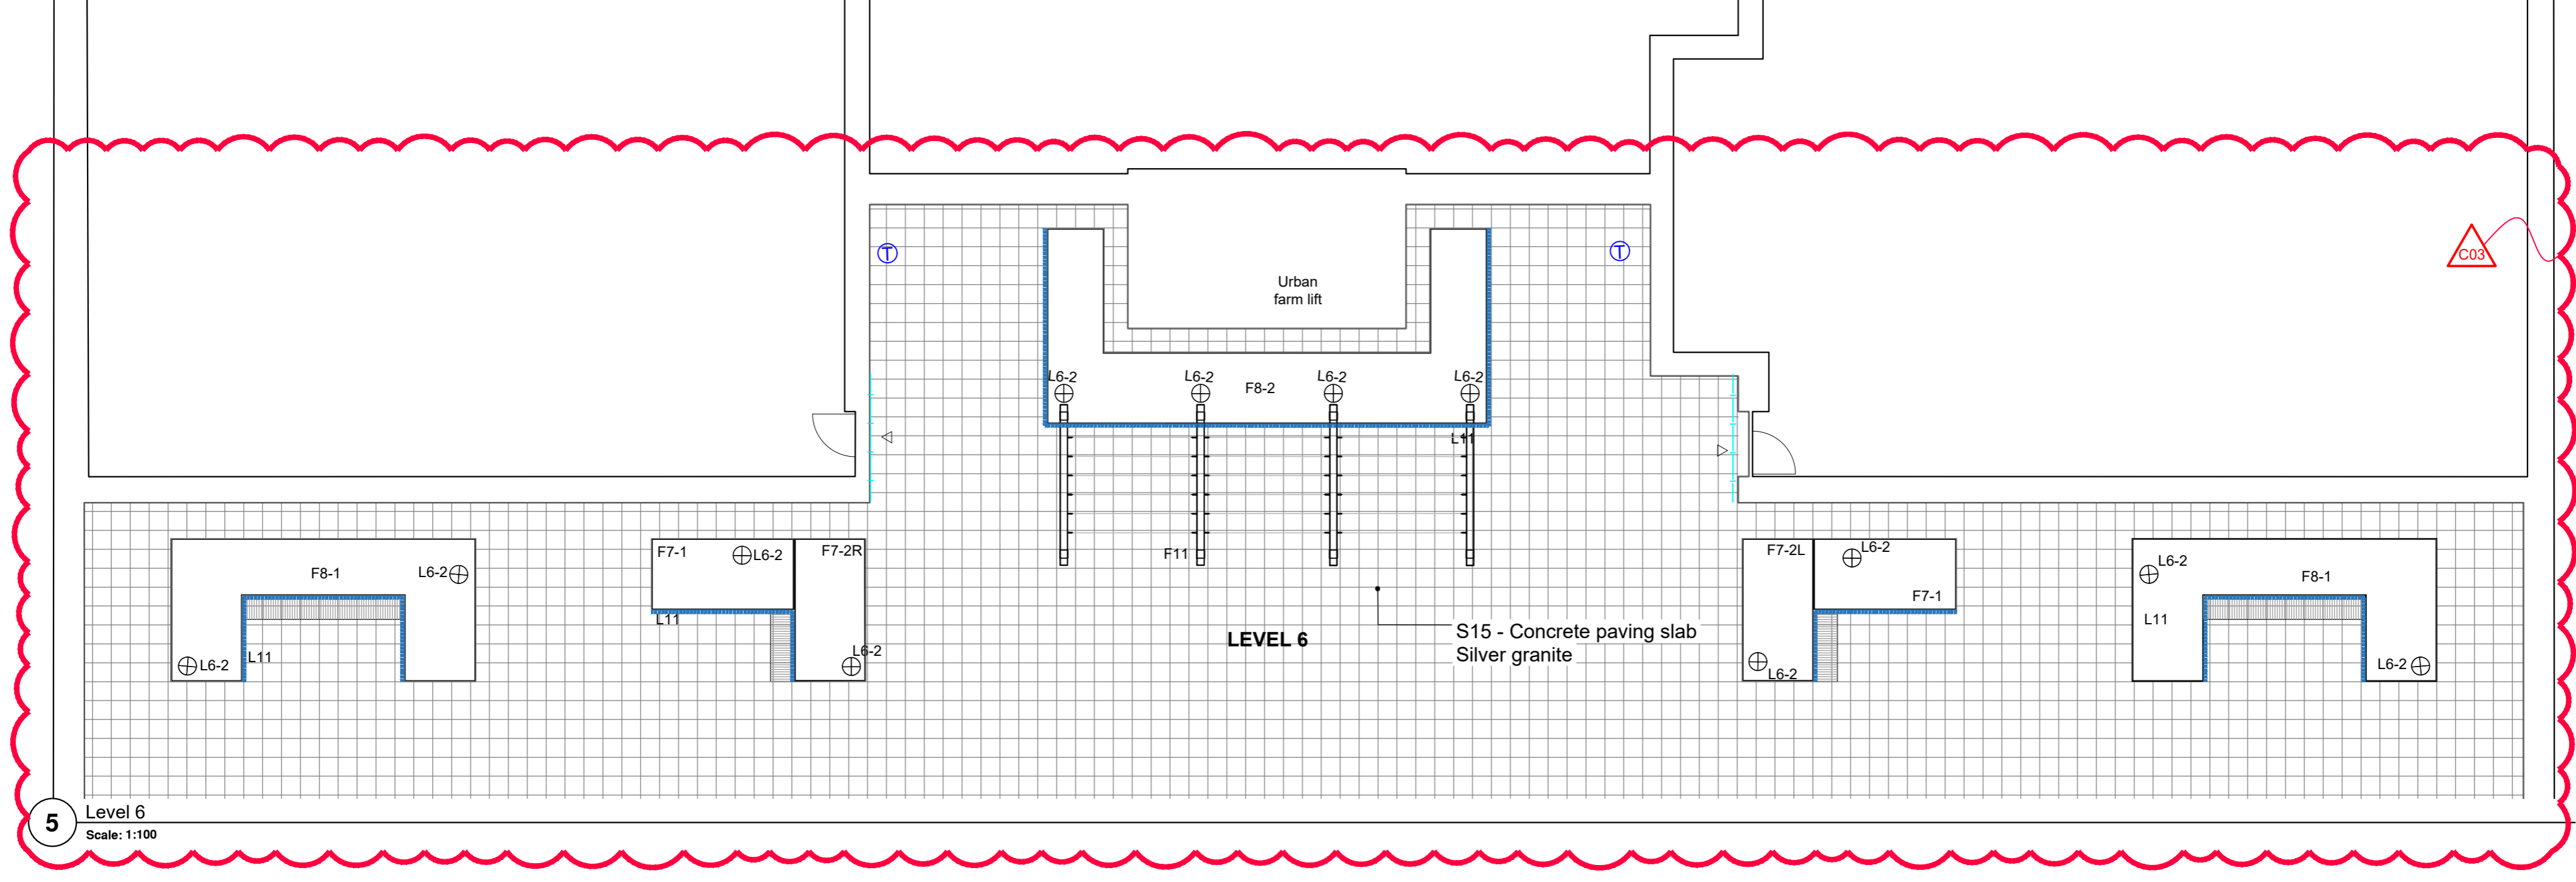 T
T
C03
Urban
farm lift
L6-2
L6-2
L6-2
L6-2
F8-2
L11
F11
F8-1
L6-2
L6-2
L11
F7-1
L6-2
F7-2R
L11
L6-2
F7-2L
L6-2
F7-1
L6-2
L6-2
F8-1
L11
L6-2
LEVEL 6
S15 - Concrete paving slab
Silver granite
5
Level 6
Scale: 1:100